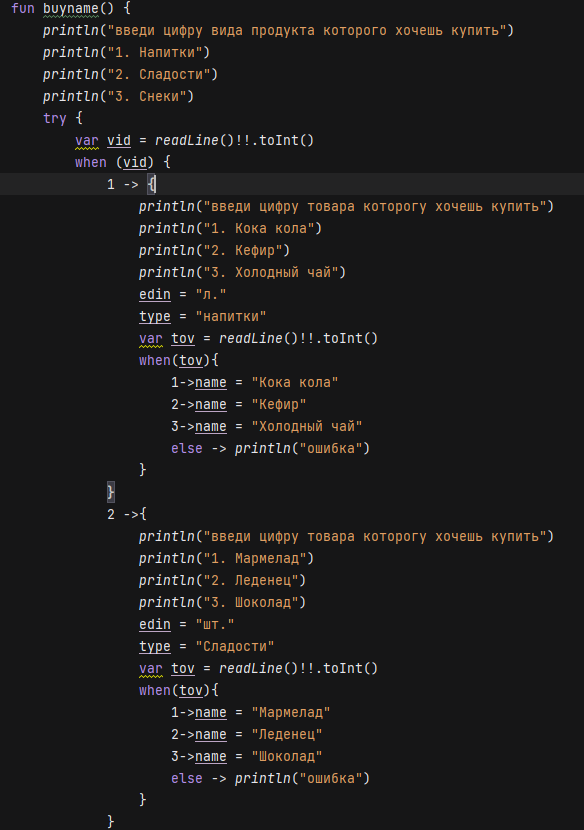 fun buyname() {
println("введи цифру вида продукта которого хочешь купить")
println("1. Напитки")
println("2. Сладости")
println("3. Снеки")
try {
var vid = readLine()!!.toInt()
when (vid) {
1 -> {
println("введи цифру товара которогу хочешь купить")
println("1. Кока кола")
println("2. Кефир")
println("3. Холодный чай")
edin = "л."
type = "напитки"
var tov = readLine()!!.toInt()
when(tov){
1->name = "Кока кола"
2->name = "Кефир"
3->name = "Холодный чай"
else -> println("ошибка")
}
}
2 ->{
println("введи цифру товара которогу хочешь купить")
println("1. Мармелад")
println("2. Леденец")
println("3. Шоколад")
edin = "шт."
type = "Сладости"
var tov = readLine()!!.toInt()
when(tov){
1->name = "Мармелад"
2->name = "Леденец"
3->name = "Шоколад"
else -> println("ошибка")
}
}